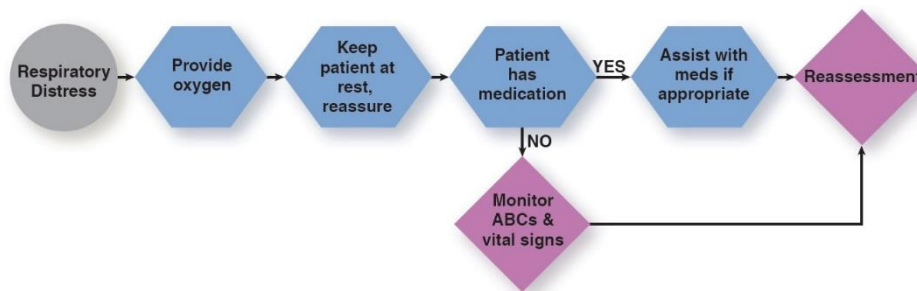 Respiratory
Distress
Provide
oxygen
Keep
patient at
rest,
reassure
Patient
has
medication
YES
Assist with
meds if
appropriate
Reassessment
NO
Monitor
ABCs &
vital signs